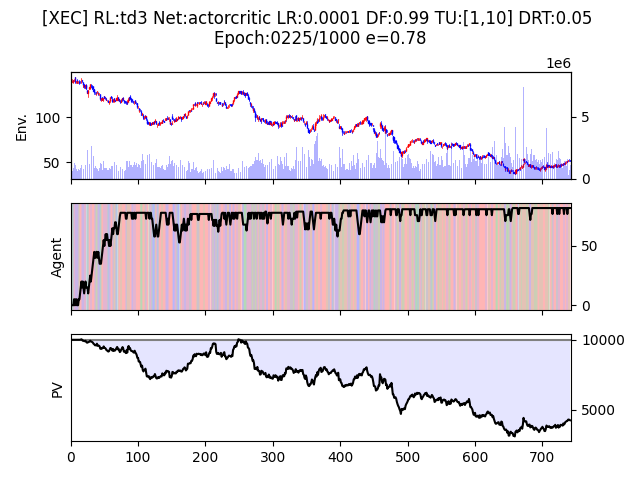 [XEC] RL:td3 Net:actorcritic LR:0.0001 DF:0.99 TU:[1,10] DRT:0.05
Epoch:0225/1000 e=0.78
1e6
Env.
100
50
5
0
Agent
50
0
PV
10000
5000
0 100 200 300 400 500 600 700